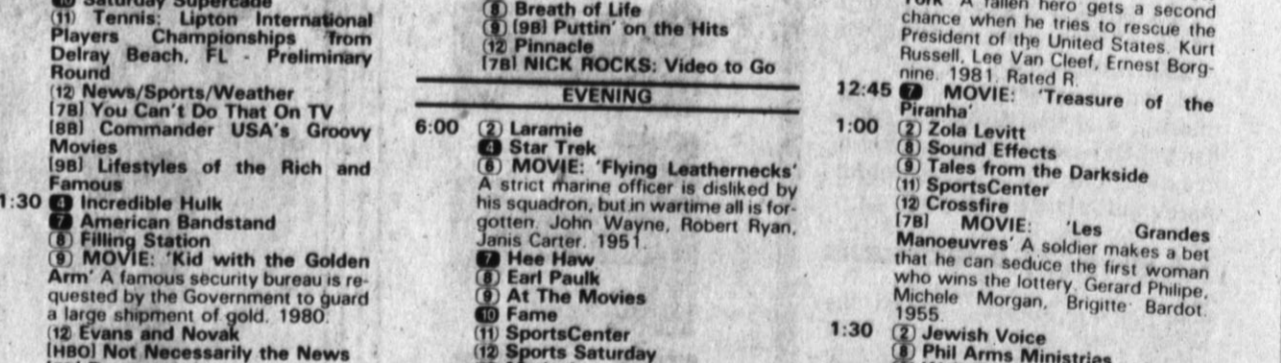 10 Saturday Supercade
(11) Tennis: Lipton International
Players Championships from
Delray Beach, FL - Preliminary
Round
(12) News/Sports/Weather
[7B] You Can't Do That On TV
[8B] Commander USA's Groovy
Movies
[9B] Lifestyles of the Rich and
Famous
1:30 4 Incredible Hulk
7 American Bandstand
8 Filling Station
9 MOVIE: 'Kid with the Golden
Arm' A famous security bureau is re-
quested by the Government to guard
a large shipment of gold. 1980.
(12) Evans and Novak
[HBO] Not Necessarily the News
8 Breath of Life
9 [9B] Puttin' on the Hits
(12) Pinnacle
[7B] NICK ROCKS: Video to Go
EVENING
6:00 2 Laramie
4 Star Trek
6 MOVIE: 'Flying Leathernecks'
A strict marine officer is disliked by
his squadron, but in wartime all is for-
gotten. John Wayne, Robert Ryan,
Janis Carter. 1951.
7 Hee Haw
8 Earl Paulk
9 At The Movies
10 Fame
(11) SportsCenter
(12) Sports Saturday
York' A fallen hero gets a second
chance when he tries to rescue the
President of the United States. Kurt
Russell, Lee Van Cleef, Ernest Borg-
nine. 1981. Rated R.
12:45 7 MOVIE: 'Treasure of the
Piranha'
1:00 2 Zola Levitt
8 Sound Effects
9 Tales from the Darkside
(11) SportsCenter
(12) Crossfire
[7B] MOVIE: 'Les Grandes
Manoeuvres' A soldier makes a bet
that he can seduce the first woman
who wins the lottery. Gerard Philipe,
Michele Morgan, Brigitte Bardot.
1955.
1:30 2 Jewish Voice
8 Phil Arms Ministries